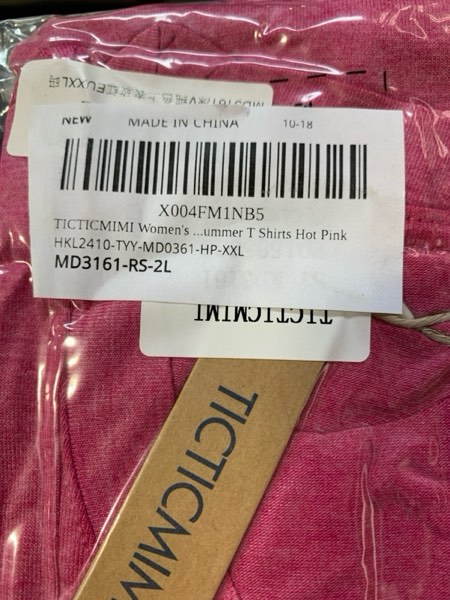 NEW MADE IN CHINA 10-18
X004FM1NB5
TICTICMIMI Women's ...ummer T Shirts Hot Pink
HKL2410-TYY-MD0361-HP-XXL
MD3161-RS-2L
TICTICMIMI
TICTICMIM